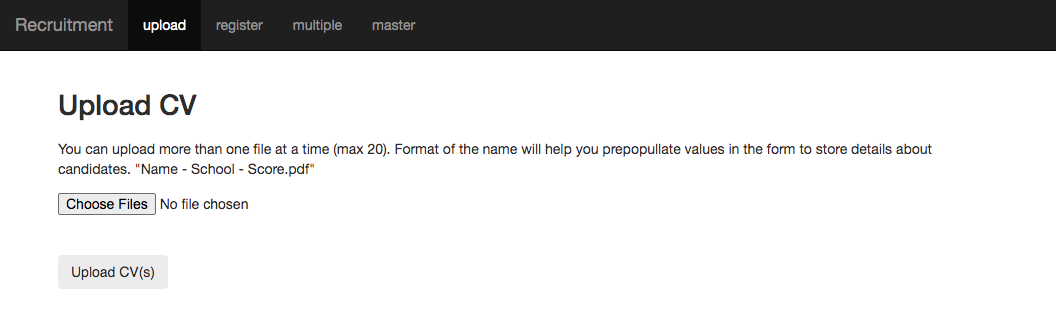 Recruitment upload register multiple master
Upload CV
You can upload more than one file at a time (max 20). Format of the name will help you prepopullate values in the form to store details about
candidates. "Name - School - Score.pdf"
Choose Files No file chosen
Upload CV(s)